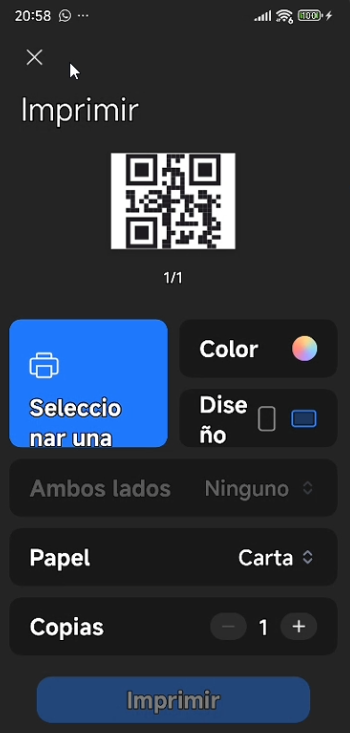 20:58
100
Imprimir
1/1
Seleccio
nar una
Color
Dise
ño
Ambos lados Ninguno
Papel Carta
Copias − 1 +
Imprimir